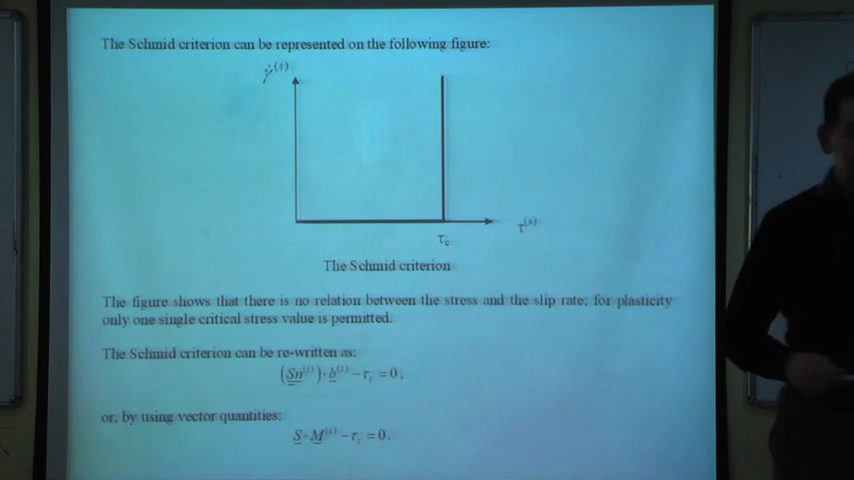 The Schmid criterion can be represented on the following figure:
γ̇⁽ˢ⁾
τ⁽ˢ⁾
τc
The Schmid criterion
The figure shows that there is no relation between the stress and the slip rate; for plasticity
only one single critical stress value is permitted.
The Schmid criterion can be re-written as:
(S̲n̲⁽ˢ⁾)·b̲⁽ˢ⁾ − τc = 0,
or, by using vector quantities:
S̲·M̲⁽ˢ⁾ − τc = 0.